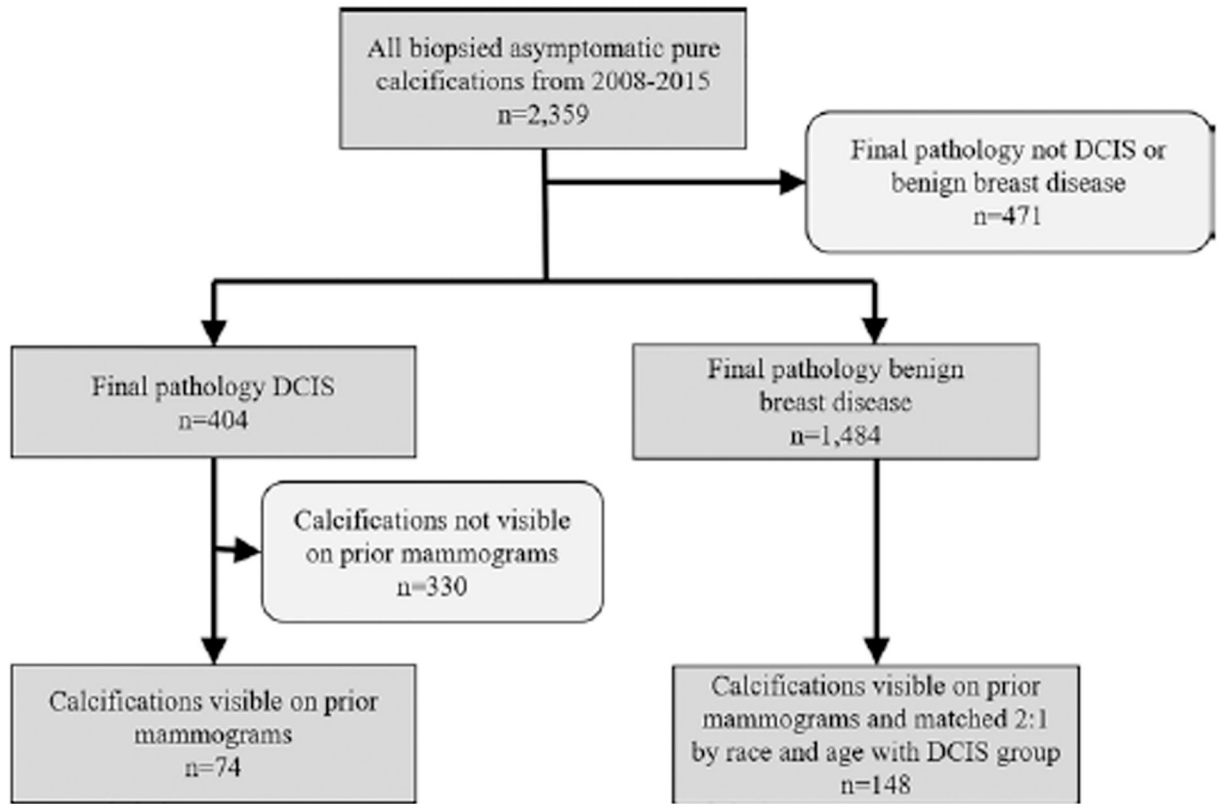 All biopsied asymptomatic pure
calcifications from 2008-2015
n=2,359
Final pathology not DCIS or
benign breast disease
n=471
Final pathology DCIS
n=404
Final pathology benign
breast disease
n=1,484
Calcifications not visible
on prior mammograms
n=330
Calcifications visible on prior
mammograms
n=74
Calcifications visible on prior
mammograms and matched 2:1
by race and age with DCIS group
n=148